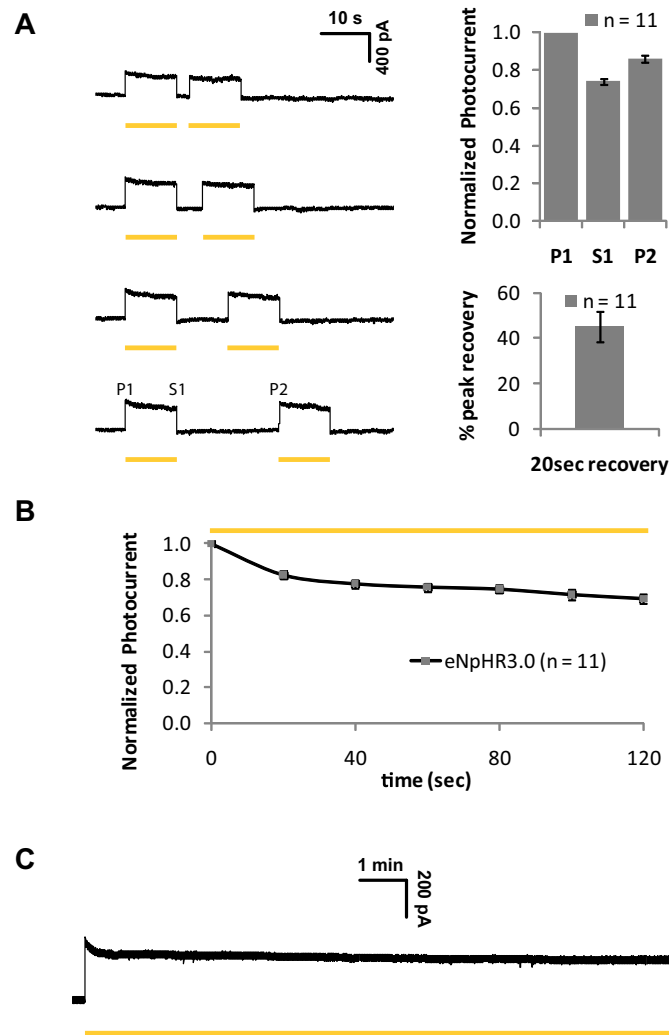 A
10 s
400 pA
P1
S1
P2
Normalized Photocurrent
1.0
0.8
0.6
0.4
0.2
0.0
n = 11
P1
S1
P2
% peak recovery
60
40
20
0
n = 11
20sec recovery
B
Normalized Photocurrent
1.0
0.8
0.6
0.4
0.2
0.0
eNpHR3.0 (n = 11)
0
40
80
120
time (sec)
C
1 min
200 pA